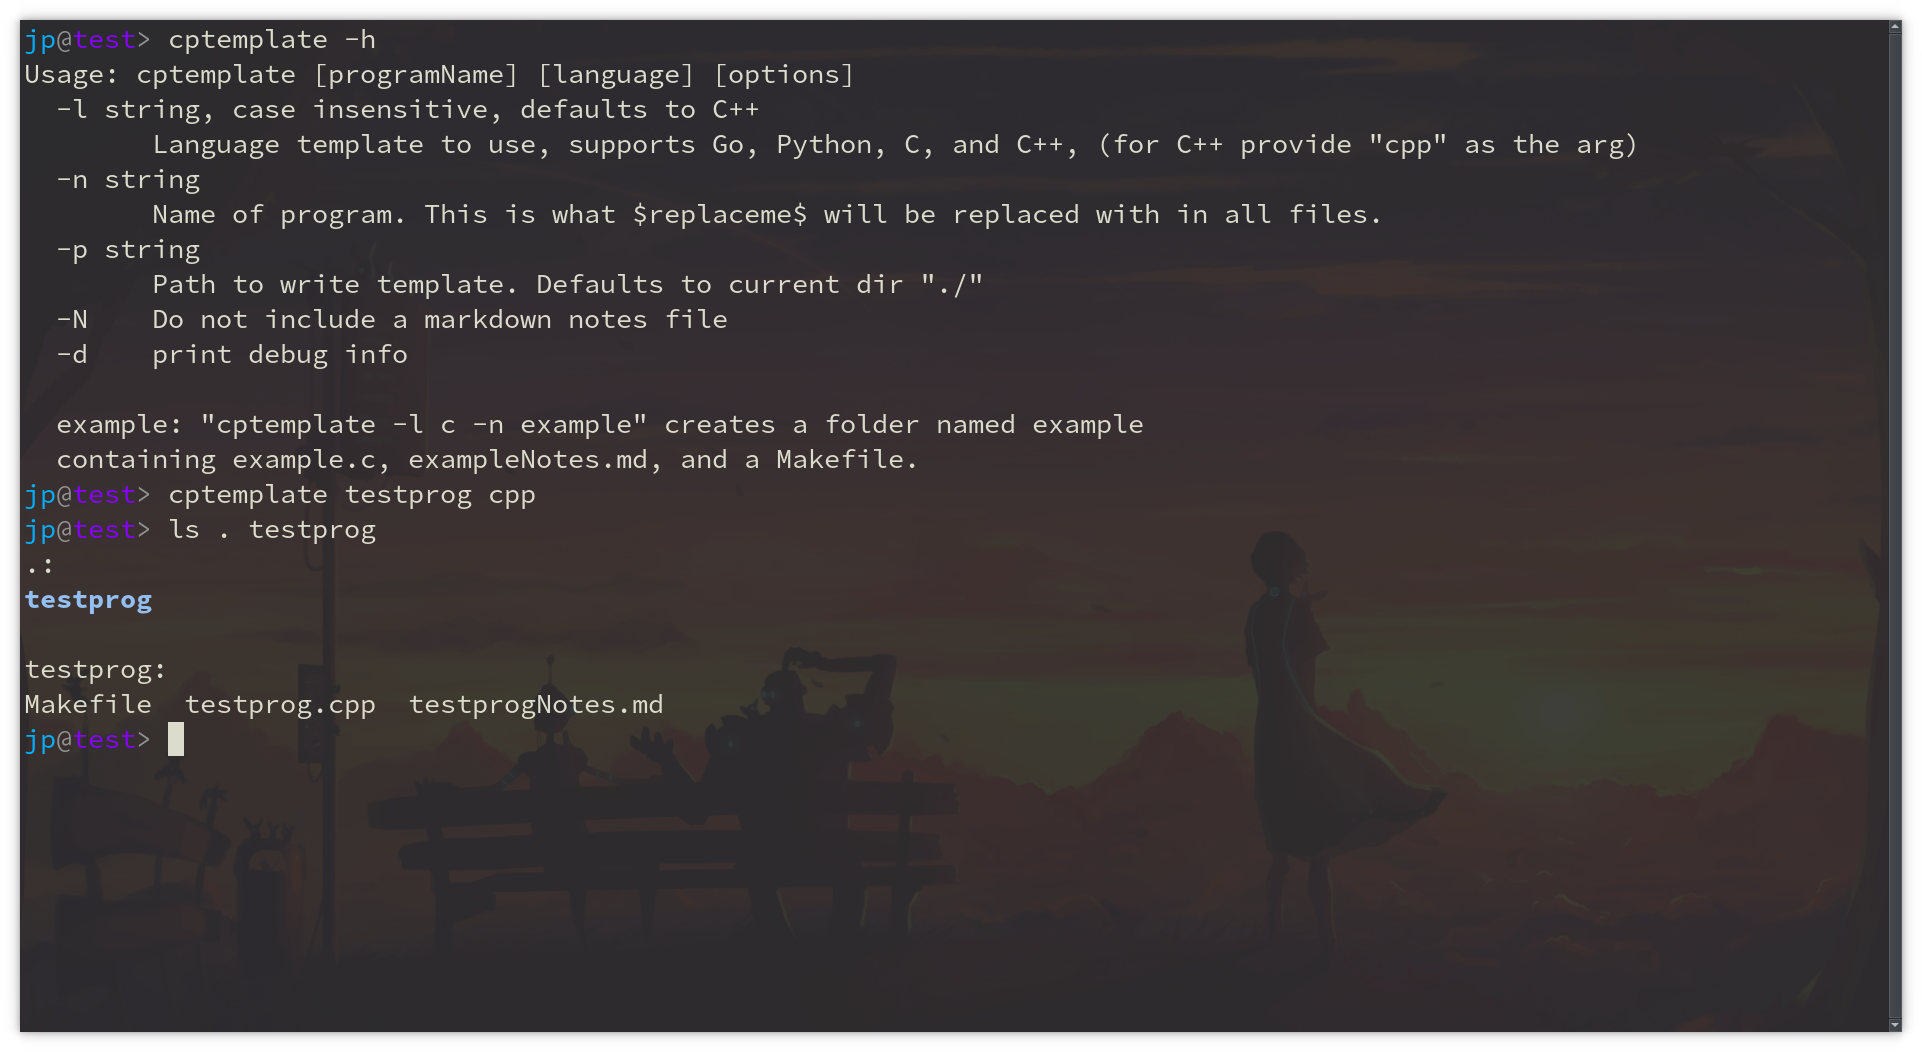 jp@test> cptemplate -h
Usage: cptemplate [programName] [language] [options]
  -l string, case insensitive, defaults to C++
        Language template to use, supports Go, Python, C, and C++, (for C++ provide "cpp" as the arg)
  -n string
        Name of program. This is what $replaceme$ will be replaced with in all files.
  -p string
        Path to write template. Defaults to current dir "./"
  -N    Do not include a markdown notes file
  -d    print debug info

  example: "cptemplate -l c -n example" creates a folder named example
  containing example.c, exampleNotes.md, and a Makefile.
jp@test> cptemplate testprog cpp
jp@test> ls . testprog
.:
testprog

testprog:
Makefile  testprog.cpp  testprogNotes.md
jp@test>